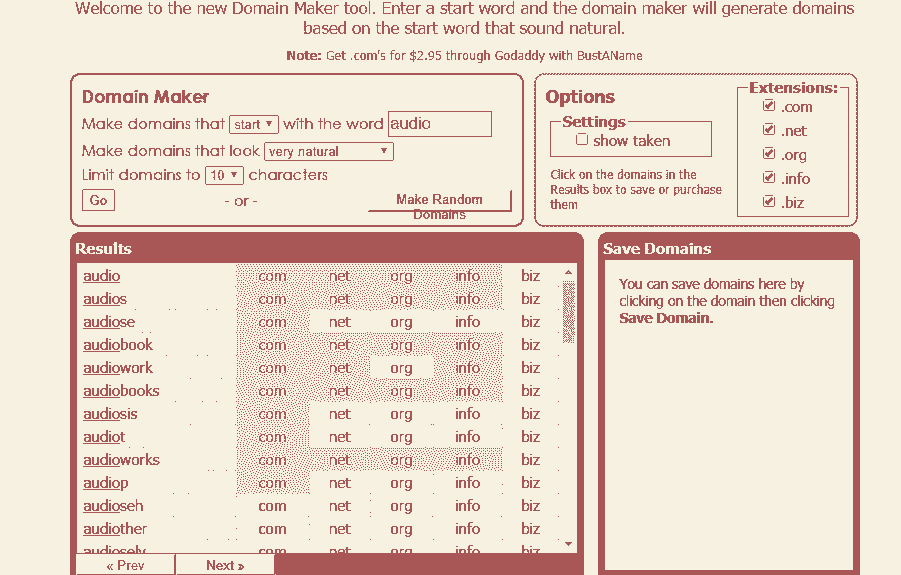 Welcome to the new Domain Maker tool. Enter a start word and the domain maker will generate domains
based on the start word that sound natural.
Note: Get .com's for $2.95 through Godaddy with BustAName
Domain Maker
Make domains that start with the word audio
Make domains that look very natural
Limit domains to 10 characters
Go - or - Make Random Domains
Options
Settings
show taken
Click on the domains in the
Results box to save or purchase
them
Extensions:
.com
.net
.org
.info
.biz
Results
audio com net org info biz
audios com net org info biz
audiose com net org info biz
audiobook com net org info biz
audiowork com net org info biz
audiobooks com net org info biz
audiosis com net org info biz
audiot com net org info biz
audioworks com net org info biz
audiop com net org info biz
audioseh com net org info biz
audiother com net org info biz
audiosely com net org info biz
« Prev Next »
Save Domains
You can save domains here by
clicking on the domain then clicking
Save Domain.